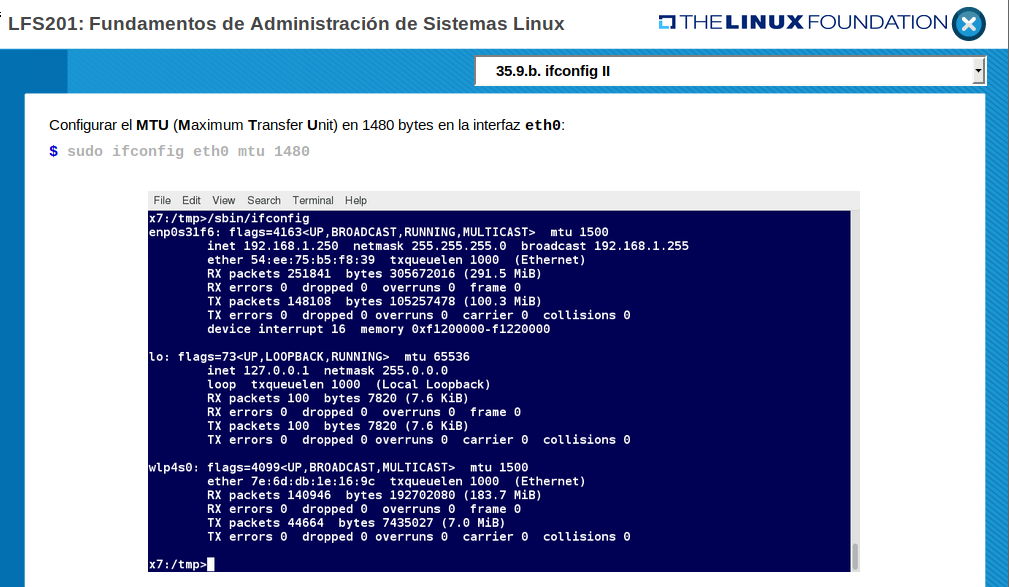 LFS201: Fundamentos de Administración de Sistemas Linux
THE LINUX FOUNDATION
35.9.b. ifconfig II
Configurar el MTU (Maximum Transfer Unit) en 1480 bytes en la interfaz eth0:
$ sudo ifconfig eth0 mtu 1480
File Edit View Search Terminal Help
x7:/tmp>/sbin/ifconfig
enp0s31f6: flags=4163<UP,BROADCAST,RUNNING,MULTICAST>  mtu 1500
        inet 192.168.1.250  netmask 255.255.255.0  broadcast 192.168.1.255
        ether 54:ee:75:b5:f8:39  txqueuelen 1000  (Ethernet)
        RX packets 251841  bytes 305672016 (291.5 MiB)
        RX errors 0  dropped 0  overruns 0  frame 0
        TX packets 148108  bytes 105257478 (100.3 MiB)
        TX errors 0  dropped 0 overruns 0  carrier 0  collisions 0
        device interrupt 16  memory 0xf1200000-f1220000
lo: flags=73<UP,LOOPBACK,RUNNING>  mtu 65536
        inet 127.0.0.1  netmask 255.0.0.0
        loop  txqueuelen 1000  (Local Loopback)
        RX packets 100  bytes 7820 (7.6 KiB)
        RX errors 0  dropped 0  overruns 0  frame 0
        TX packets 100  bytes 7820 (7.6 KiB)
        TX errors 0  dropped 0 overruns 0  carrier 0  collisions 0
wlp4s0: flags=4099<UP,BROADCAST,MULTICAST>  mtu 1500
        ether 7e:6d:db:1e:16:9c  txqueuelen 1000  (Ethernet)
        RX packets 140946  bytes 192702080 (183.7 MiB)
        RX errors 0  dropped 0  overruns 0  frame 0
        TX packets 44664  bytes 7435027 (7.0 MiB)
        TX errors 0  dropped 0 overruns 0  carrier 0  collisions 0
x7:/tmp>